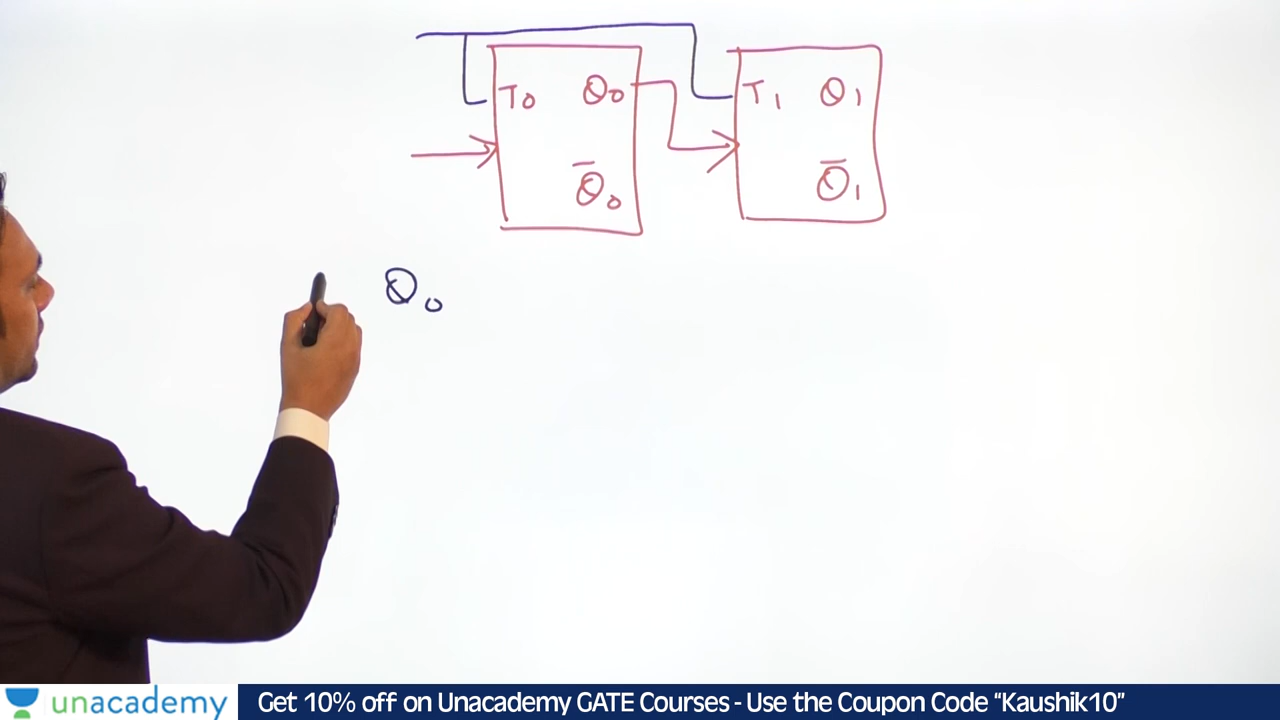 T₀ Q₀ T₁ Q₁
Q̅₀ Q̅₁
Q₀
unacademy Get 10% off on Unacademy GATE Courses - Use the Coupon Code “Kaushik10”